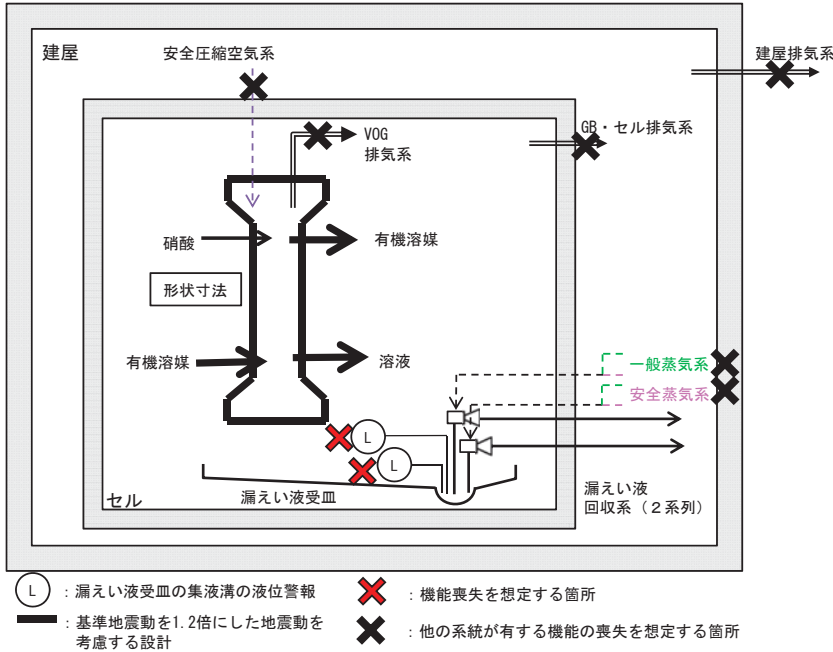 建屋
安全圧縮空気系
建屋排気系
VOG
排気系
GB・セル排気系
硝酸
有機溶媒
形状寸法
有機溶媒
溶液
一般蒸気系
安全蒸気系
L
L
漏えい液受皿
セル
漏えい液
回収系(2系列)
L
:漏えい液受皿の集液溝の液位警報
:機能喪失を想定する箇所
:基準地震動を1.2倍にした地震動を
考慮する設計
:他の系統が有する機能の喪失を想定する箇所